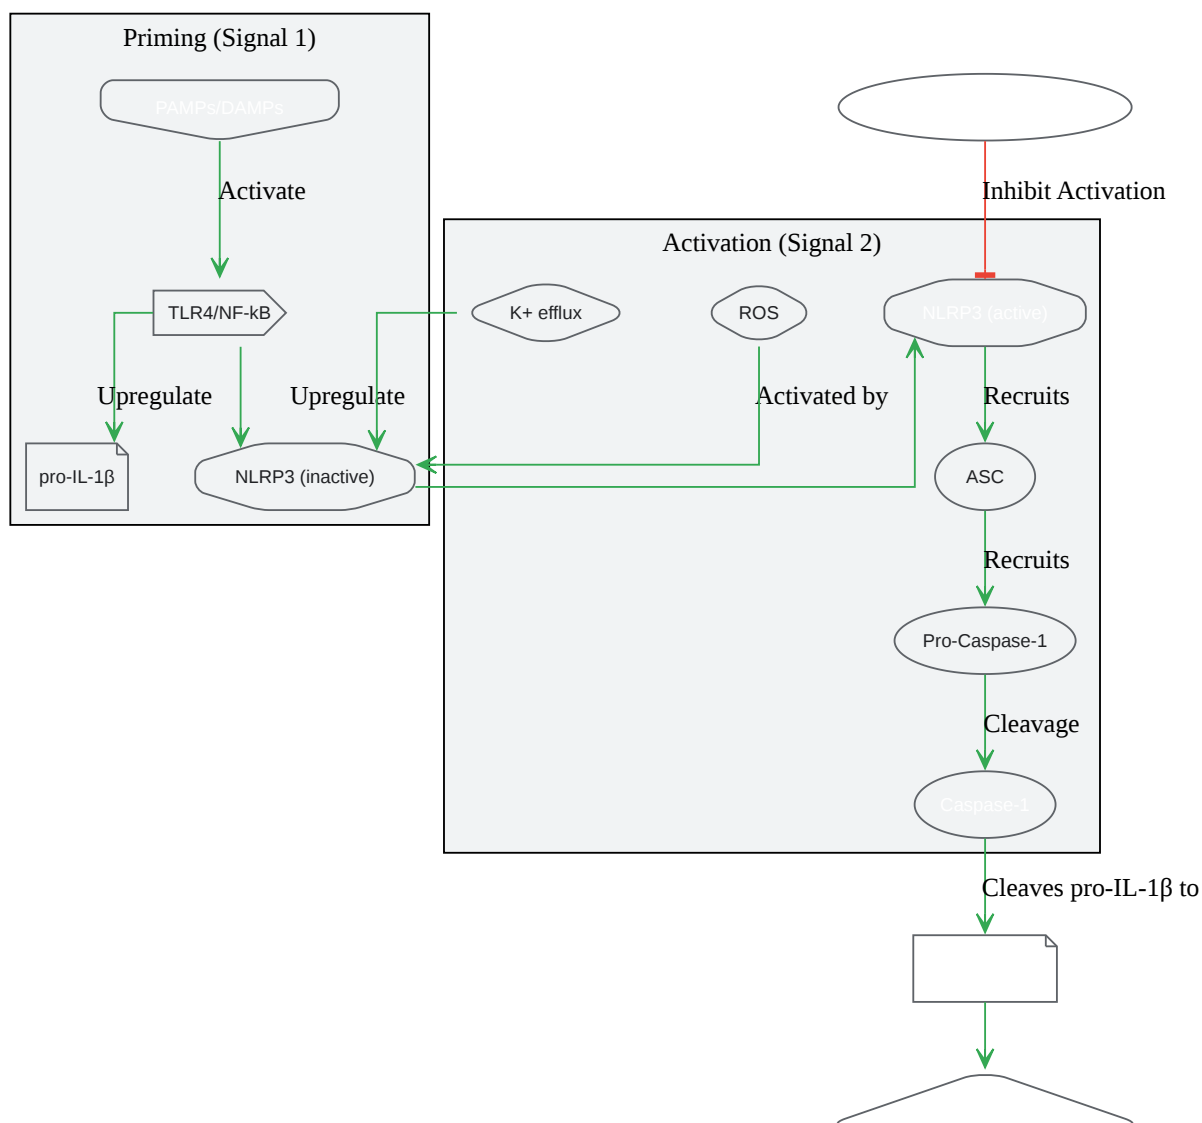 Priming (Signal 1)
PAMPs/DAMPs
Activate
Inhibit Activation
Activation (Signal 2)
TLR4/NF-kB
K+ efflux
ROS
NLRP3 (active)
Upregulate
Upregulate
Activated by
Recruits
pro-IL-1β
NLRP3 (inactive)
ASC
Recruits
Pro-Caspase-1
Cleavage
Caspase-1
Cleaves pro-IL-1β to